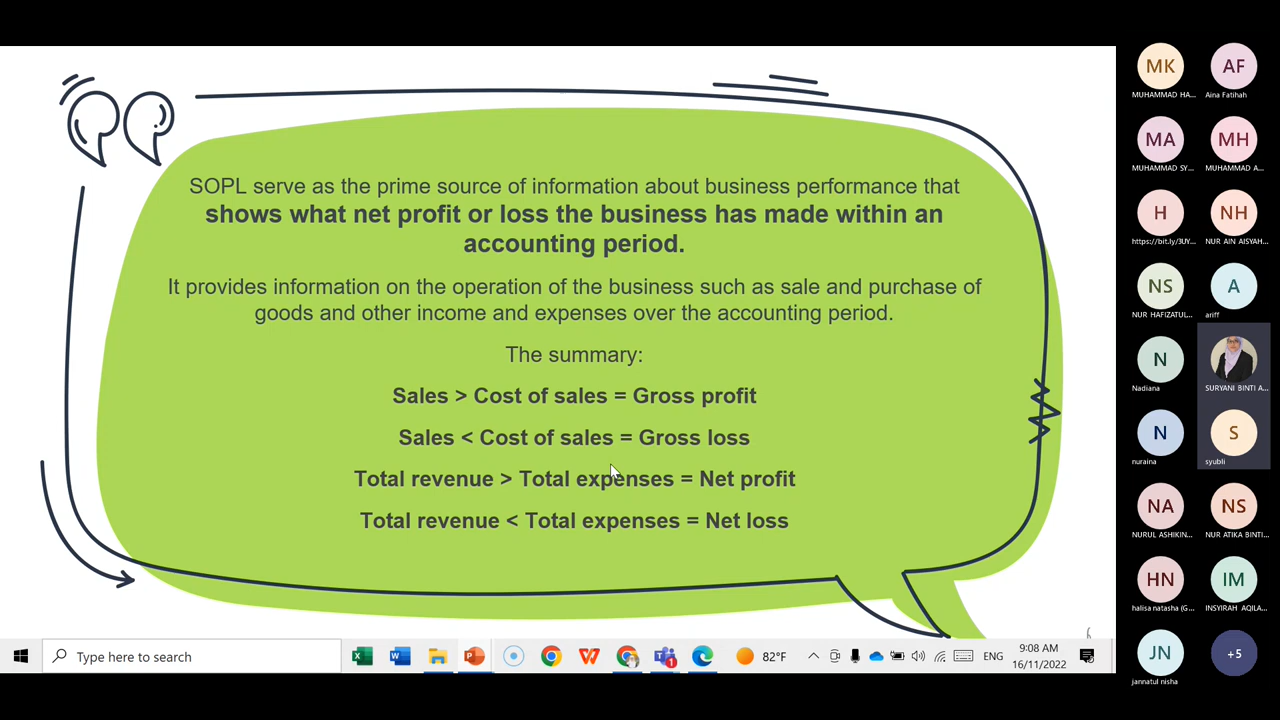 SOPL serve as the prime source of information about business performance that
shows what net profit or loss the business has made within an
accounting period.
It provides information on the operation of the business such as sale and purchase of
goods and other income and expenses over the accounting period.
The summary:
Sales > Cost of sales = Gross profit
Sales < Cost of sales = Gross loss
Total revenue > Total expenses = Net profit
Total revenue < Total expenses = Net loss
MK
MUHAMMAD HA...
AF
Aina Fatihah
MA
MUHAMMAD SY...
MH
MUHAMMAD A...
H
https://bit.ly/3UY...
NH
NUR AIN AISYAH...
NS
NUR HAFIZATUL...
A
ariff
N
Nadiana
SURYANI BINTI A...
N
nuraina
S
syubli
NA
NURUL ASHIKIN...
NS
NUR ATIKA BINTI...
HN
halisa natasha (G...
IM
INSYIRAH AQILA...
JN
jannatul nisha
+5
Type here to search
82°F
ENG
9:08 AM
16/11/2022